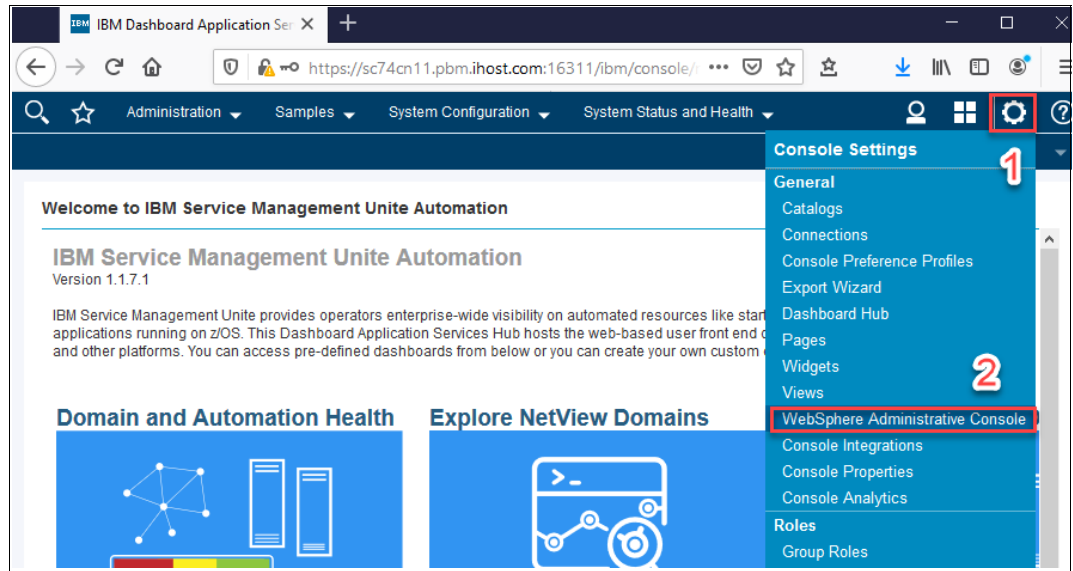 IBM
IBM Dashboard Application Ser
https://sc74cn11.pbm.ihost.com:16311/ibm/console/
Administration
Samples
System Configuration
System Status and Health
1
Console Settings
General
Catalogs
Connections
Console Preference Profiles
Export Wizard
Dashboard Hub
Pages
Widgets
Views
2
WebSphere Administrative Console
Console Integrations
Console Properties
Console Analytics
Roles
Group Roles
Welcome to IBM Service Management Unite Automation
IBM Service Management Unite Automation
Version 1.1.7.1
IBM Service Management Unite provides operators enterprise-wide visibility on automated resources like star
applications running on z/OS. This Dashboard Application Services Hub hosts the web-based user front end
and other platforms. You can access pre-defined dashboards from below or you can create your own custom
Domain and Automation Health
Explore NetView Domains